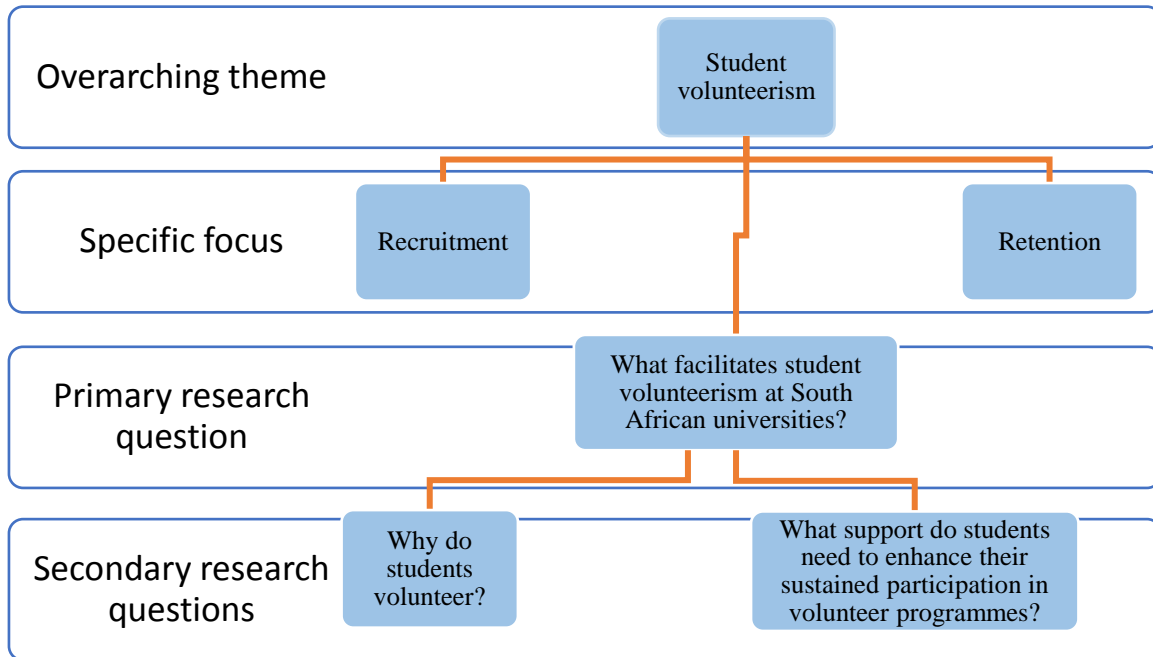 Overarching theme
Student
volunteerism
Specific focus
Recruitment
Retention
Primary research
question
What facilitates student
volunteerism at South
African universities?
Secondary research
questions
Why do
students
volunteer?
What support do students
need to enhance their
sustained participation in
volunteer programmes?